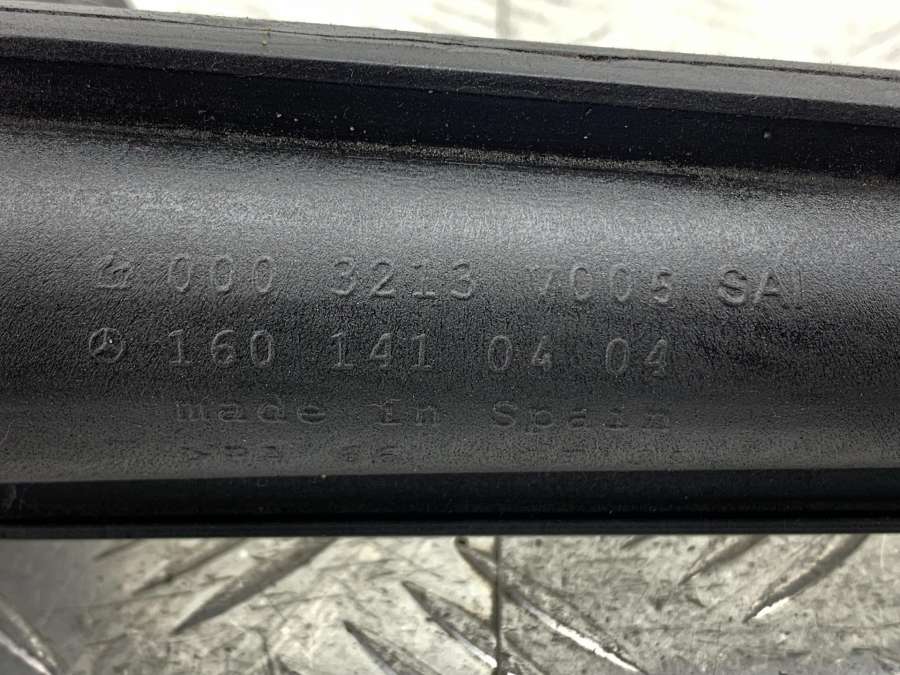 000 3213 7005 SAI
160 141 04 04
made in Spain